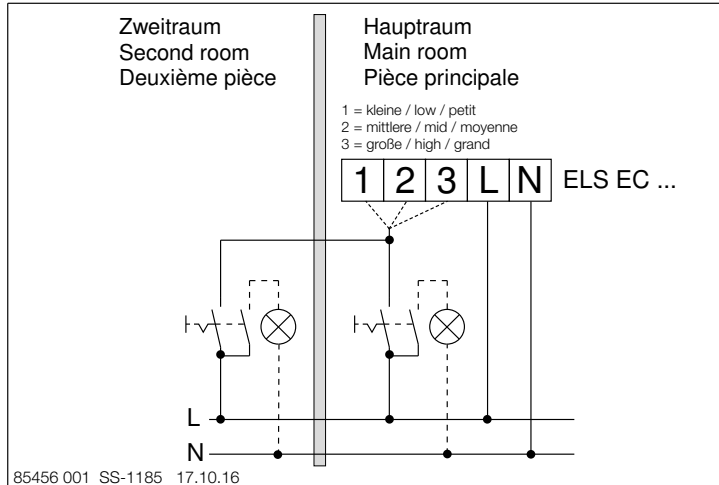 Zweitraum
Second room
Deuxième pièce
Hauptraum
Main room
Pièce principale
1 = kleine / low / petit
2 = mittlere / mid / moyenne
3 = große / high / grand
1 2 3 L N ELS EC ...
L
N
85456 001 SS-1185 17.10.16